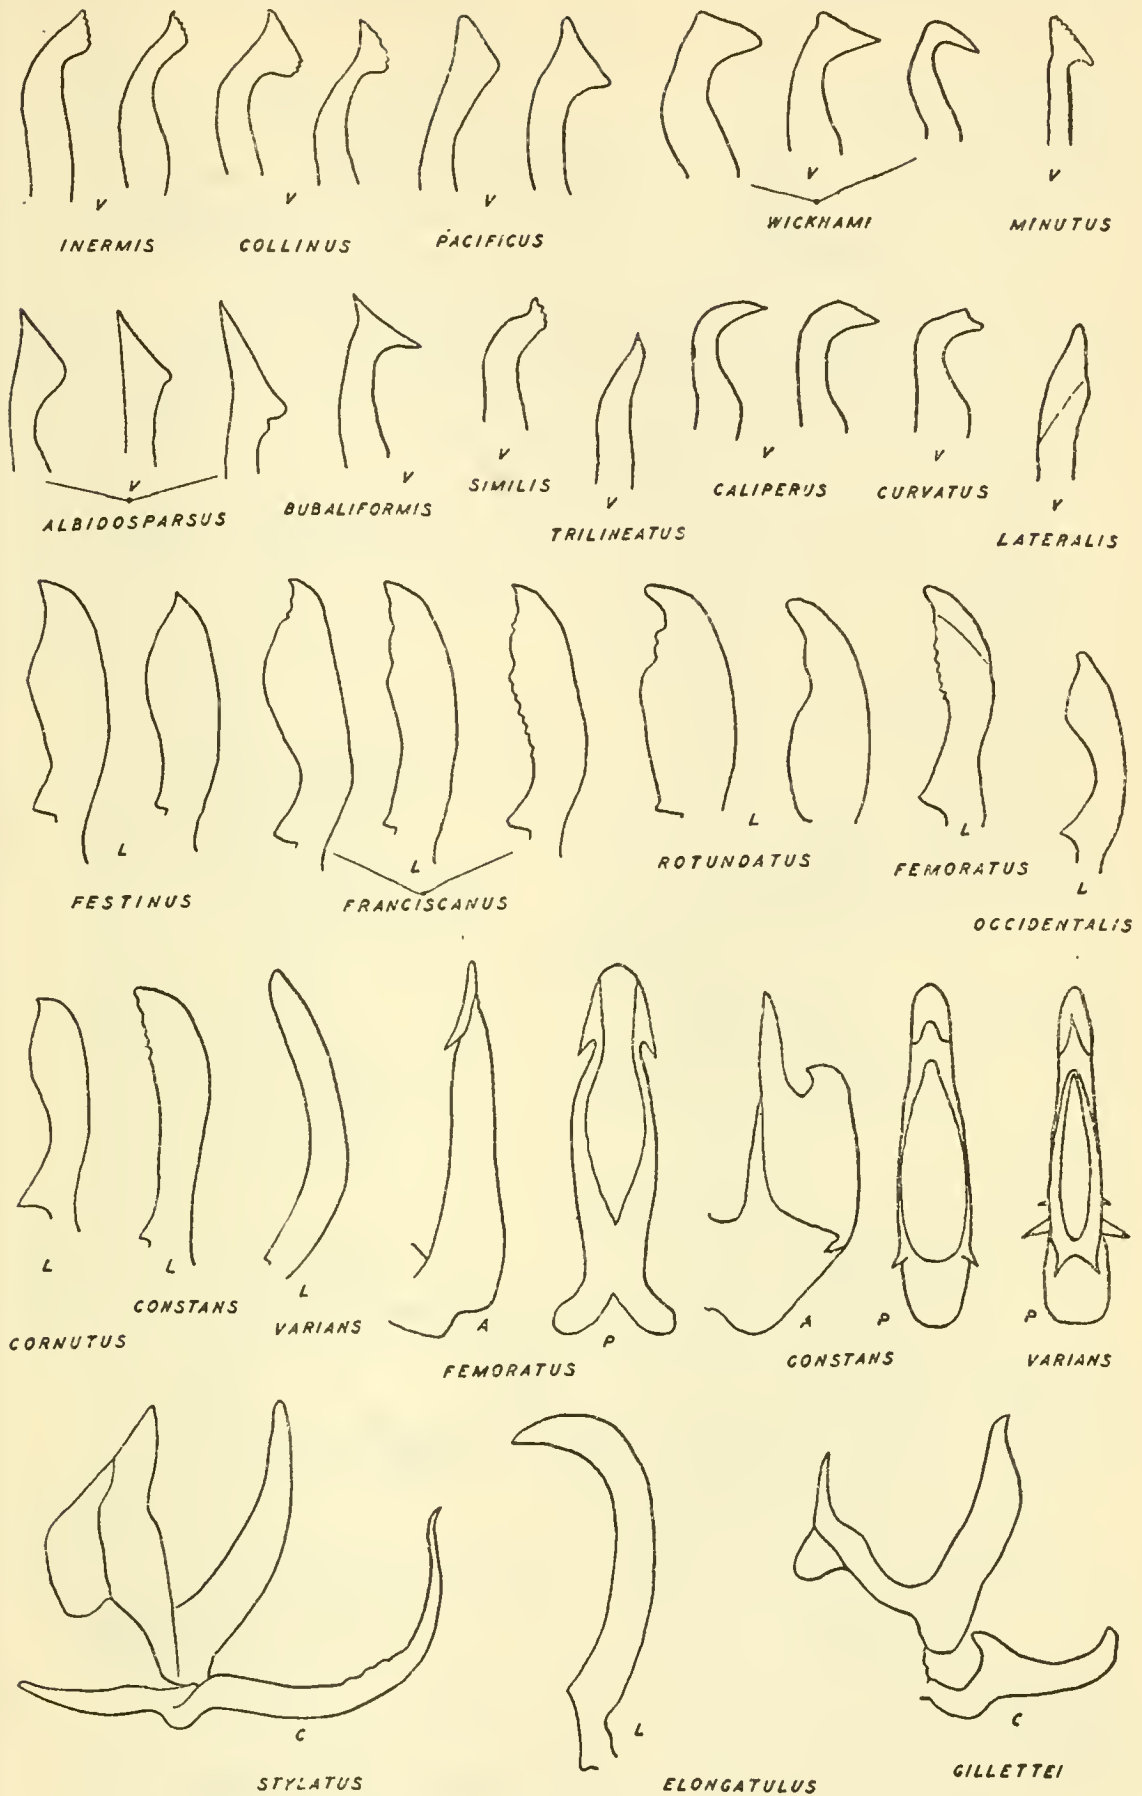 V V V V V
INERMIS COLLINUS PACIFICUS WICKHAMI MINUTUS
V V V V V V V
ALBIDOSPARSUS BUBALIFORMIS SIMILIS TRILINEATUS CALIPERUS CURVATUS LATERALIS
L L L L L
FESTINUS FRANCISCANUS ROTUNDATUS FEMORATUS OCCIDENTALIS
L L L A P A P P
CORNUTUS CONSTANS VARIANS FEMORATUS CONSTANS VARIANS
C L C
STYLATUS ELONGATULUS GILLETTEI